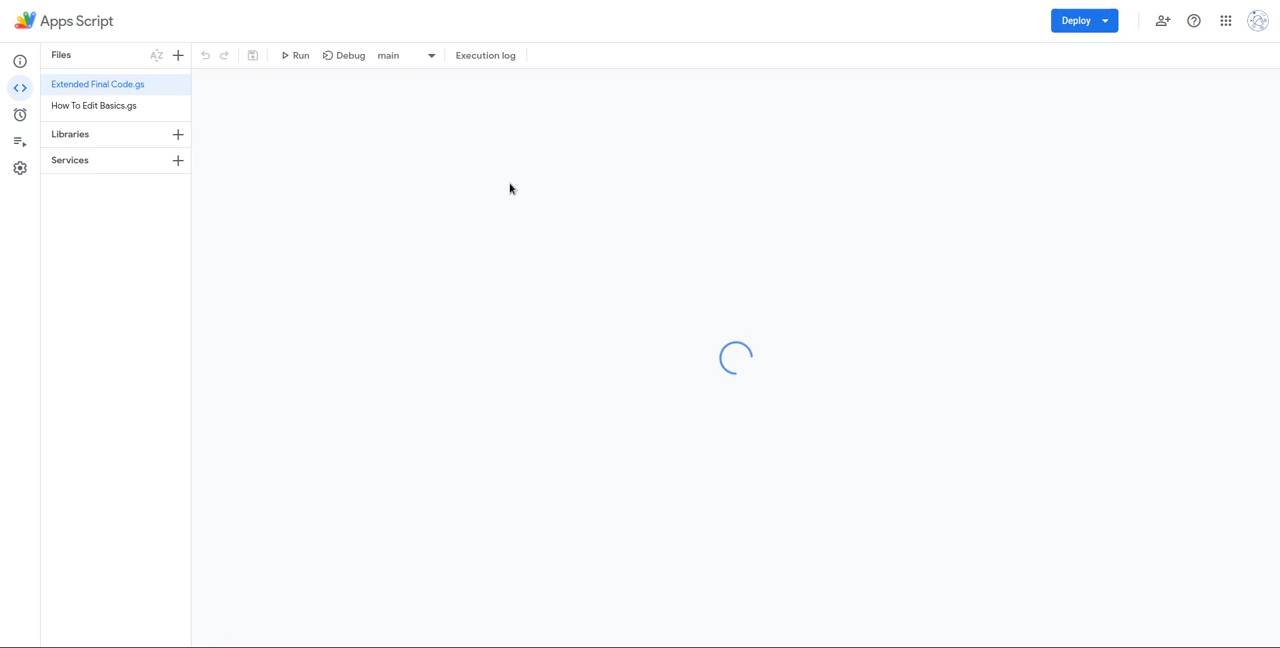 Apps Script
Deploy
Files
Run
Debug
main
Execution log
Extended Final Code.gs
How To Edit Basics.gs
Libraries
Services